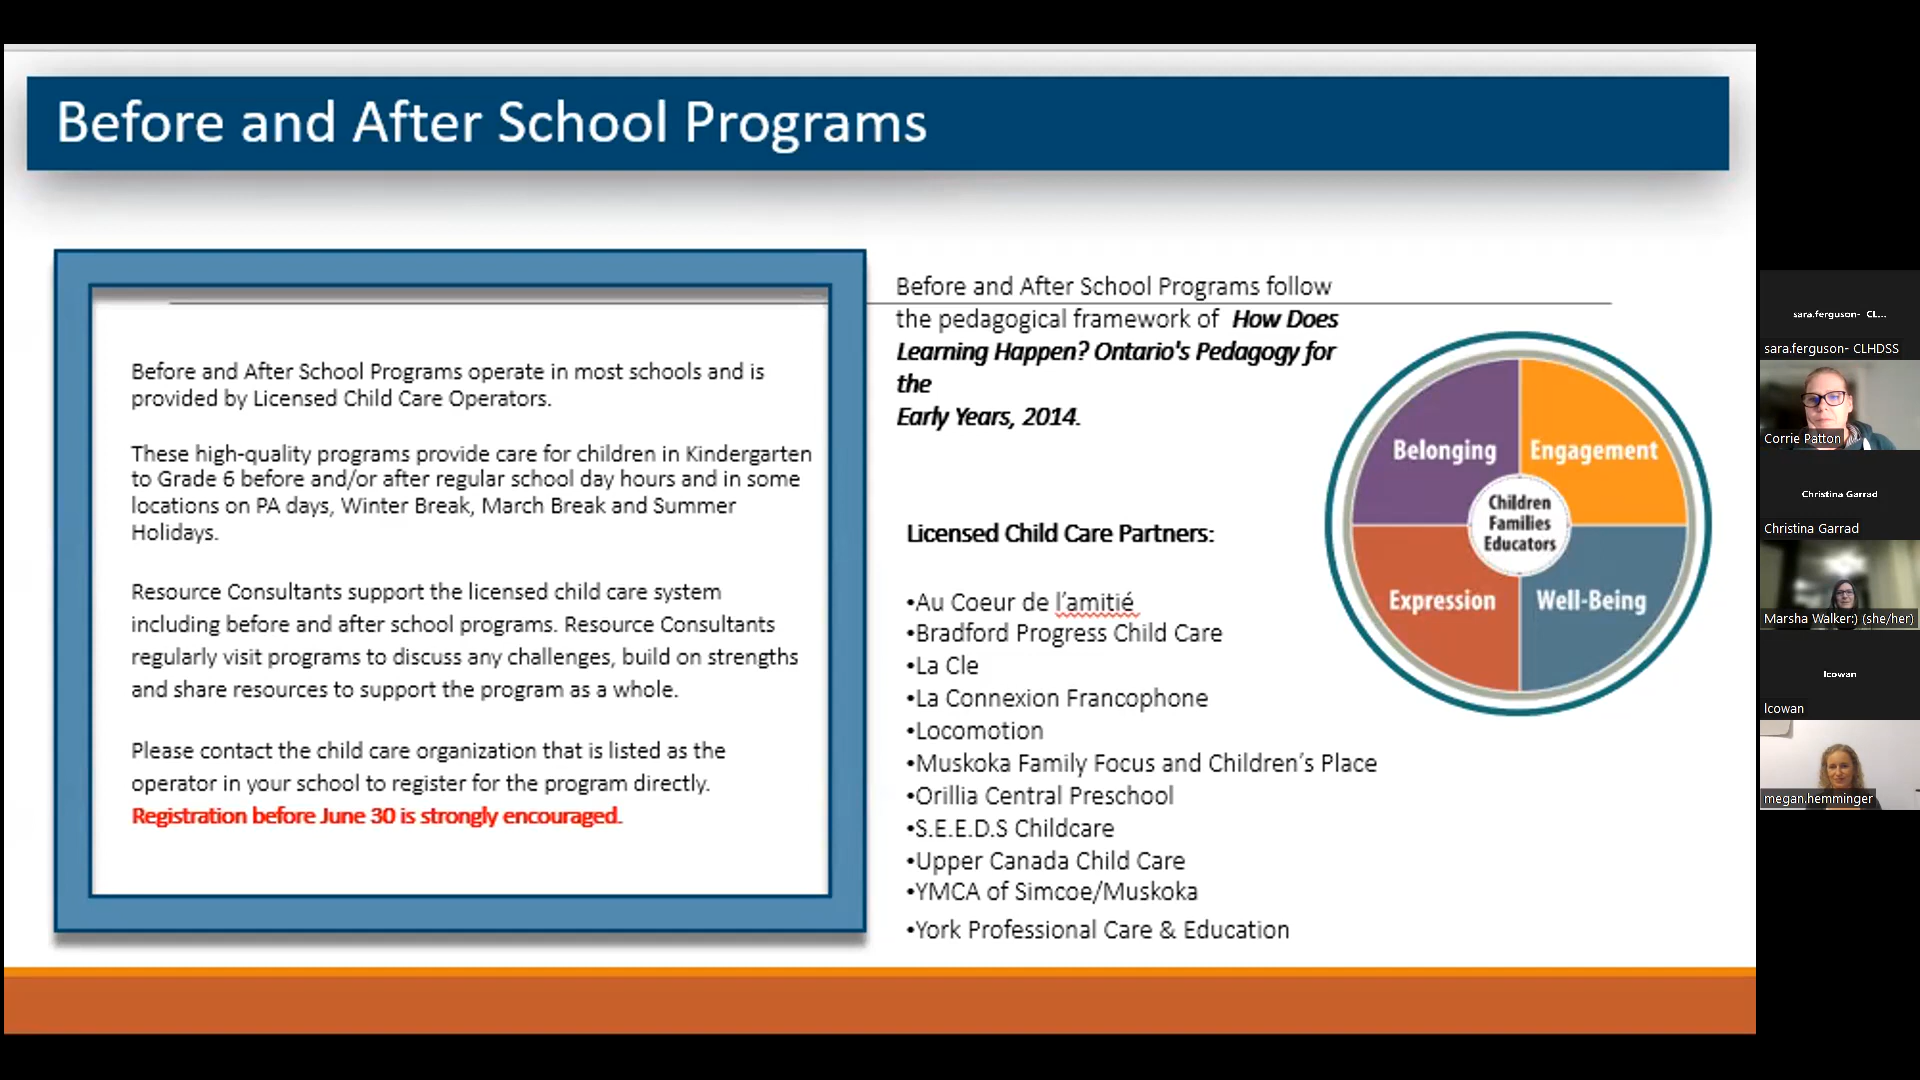 Before and After School Programs
Before and After School Programs operate in most schools and is
provided by Licensed Child Care Operators.
These high-quality programs provide care for children in Kindergarten
to Grade 6 before and/or after regular school day hours and in some
locations on PA days, Winter Break, March Break and Summer
Holidays.
Resource Consultants support the licensed child care system
including before and after school programs. Resource Consultants
regularly visit programs to discuss any challenges, build on strengths
and share resources to support the program as a whole.
Please contact the child care organization that is listed as the
operator in your school to register for the program directly.
Registration before June 30 is strongly encouraged.
Before and After School Programs follow
the pedagogical framework of How Does
Learning Happen? Ontario's Pedagogy for
the
Early Years, 2014.
Licensed Child Care Partners:
•Au Coeur de l’amitié
•Bradford Progress Child Care
•La Cle
•La Connexion Francophone
•Locomotion
•Muskoka Family Focus and Children’s Place
•Orillia Central Preschool
•S.E.E.D.S Childcare
•Upper Canada Child Care
•YMCA of Simcoe/Muskoka
•York Professional Care & Education
Belonging
Engagement
Children
Families
Educators
Expression
Well-Being
sara.ferguson- CL...
sara.ferguson- CLHDSS
Corrie Patton
Christina Garrad
Christina Garrad
Marsha Walker:) (she/her)
lcowan
lcowan
megan.hemminger